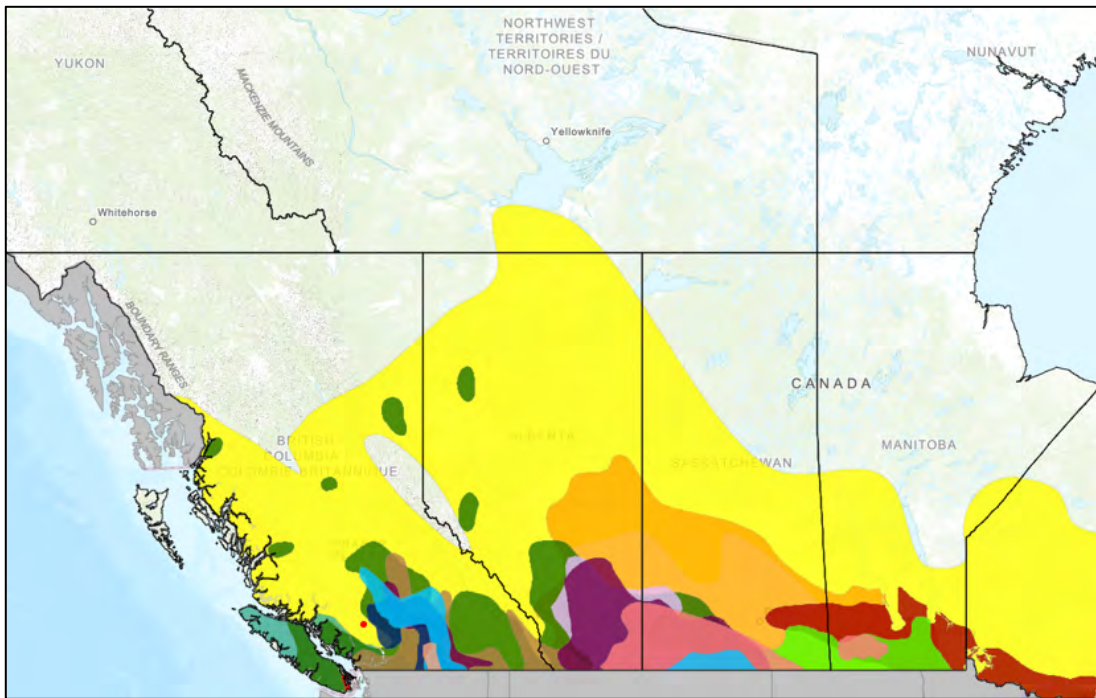 NORTHWEST
TERRITORIES /
TERRITOIRES DU
NORD-OUEST
YUKON
NUNAVUT
MACKENZIE MOUNTAINS
Yellowknife
Whitehorse
BOUNDARY RANGES
CANADA
BRITISH
COLUMBIA /
COLOMBIE-BRITANNIQUE
ALBERTA
SASKATCHEWAN
MANITOBA